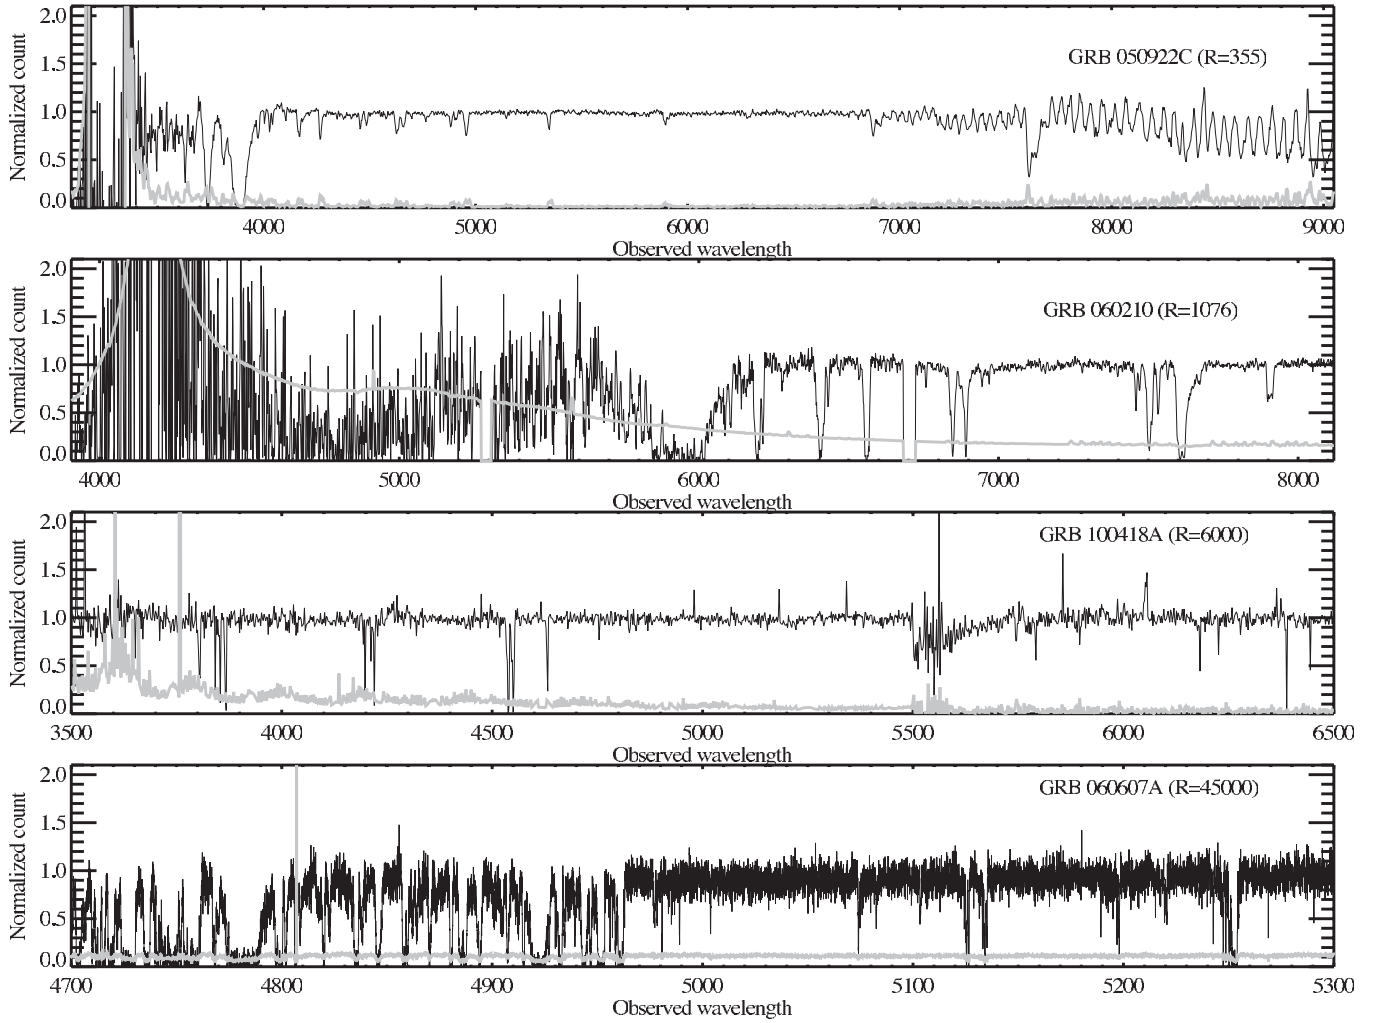 2.0
1.5
1.0
0.5
0.0
Normalized count
GRB 050922C (R=355)
4000 5000 6000 7000 8000 9000
Observed wavelength
2.0
1.5
1.0
0.5
0.0
Normalized count
GRB 060210 (R=1076)
4000 5000 6000 7000 8000
Observed wavelength
2.0
1.5
1.0
0.5
0.0
Normalized count
GRB 100418A (R=6000)
3500 4000 4500 5000 5500 6000 6500
Observed wavelength
2.0
1.5
1.0
0.5
0.0
Normalized count
GRB 060607A (R=45000)
4700 4800 4900 5000 5100 5200 5300
Observed wavelength